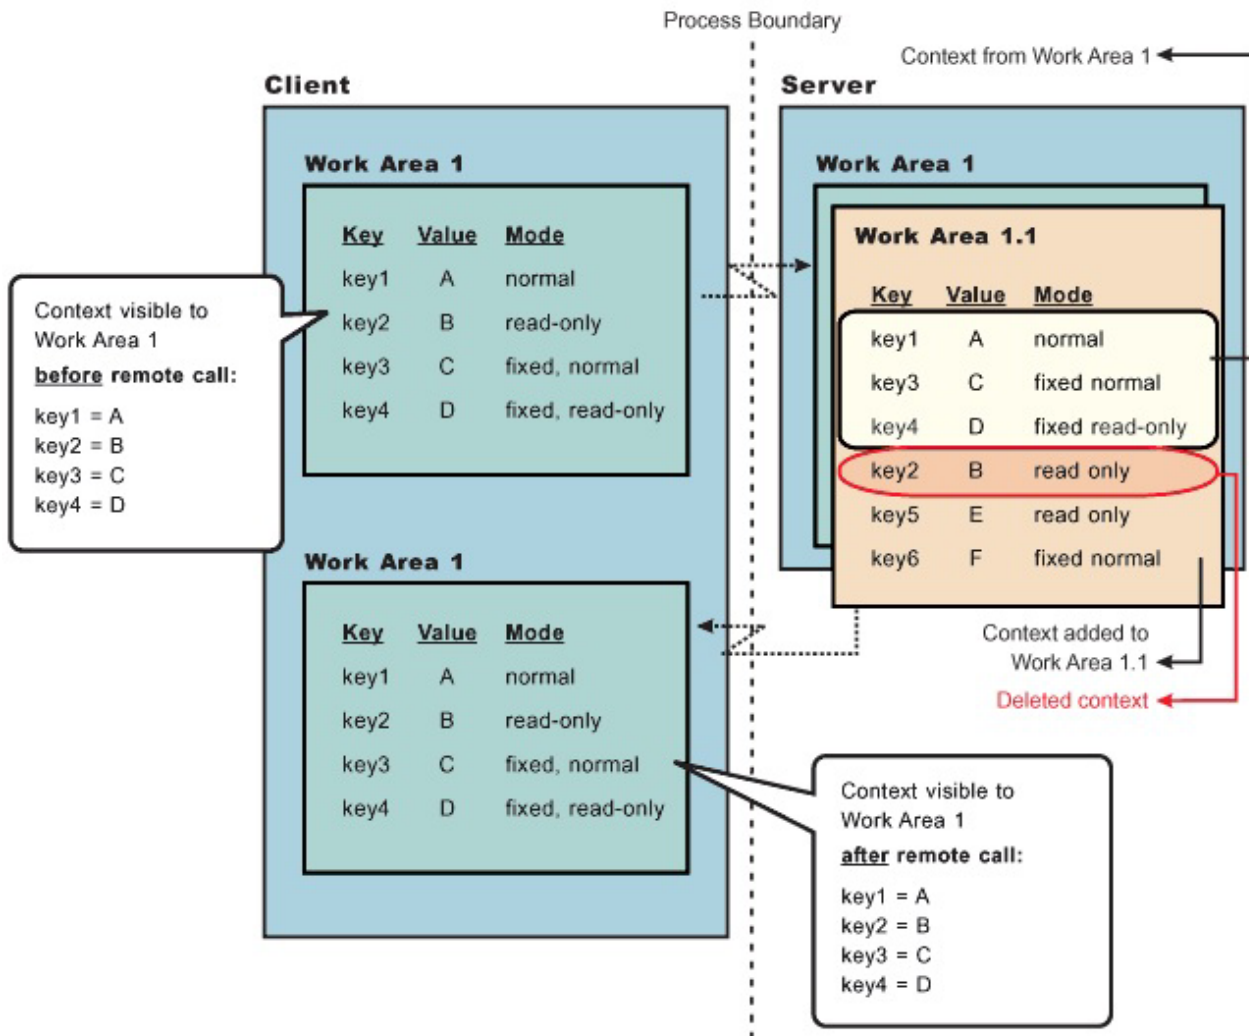 Process Boundary
Context from Work Area 1
Client
Server
Work Area 1
Key Value Mode
key1 A normal
key2 B read-only
key3 C fixed, normal
key4 D fixed, read-only
Context visible to
Work Area 1
before remote call:
key1 = A
key2 = B
key3 = C
key4 = D
Work Area 1
Work Area 1.1
Key Value Mode
key1 A normal
key3 C fixed normal
key4 D fixed read-only
key2 B read only
key5 E read only
key6 F fixed normal
Context added to
Work Area 1.1
Deleted context
Work Area 1
Key Value Mode
key1 A normal
key2 B read-only
key3 C fixed, normal
key4 D fixed, read-only
Context visible to
Work Area 1
after remote call:
key1 = A
key2 = B
key3 = C
key4 = D